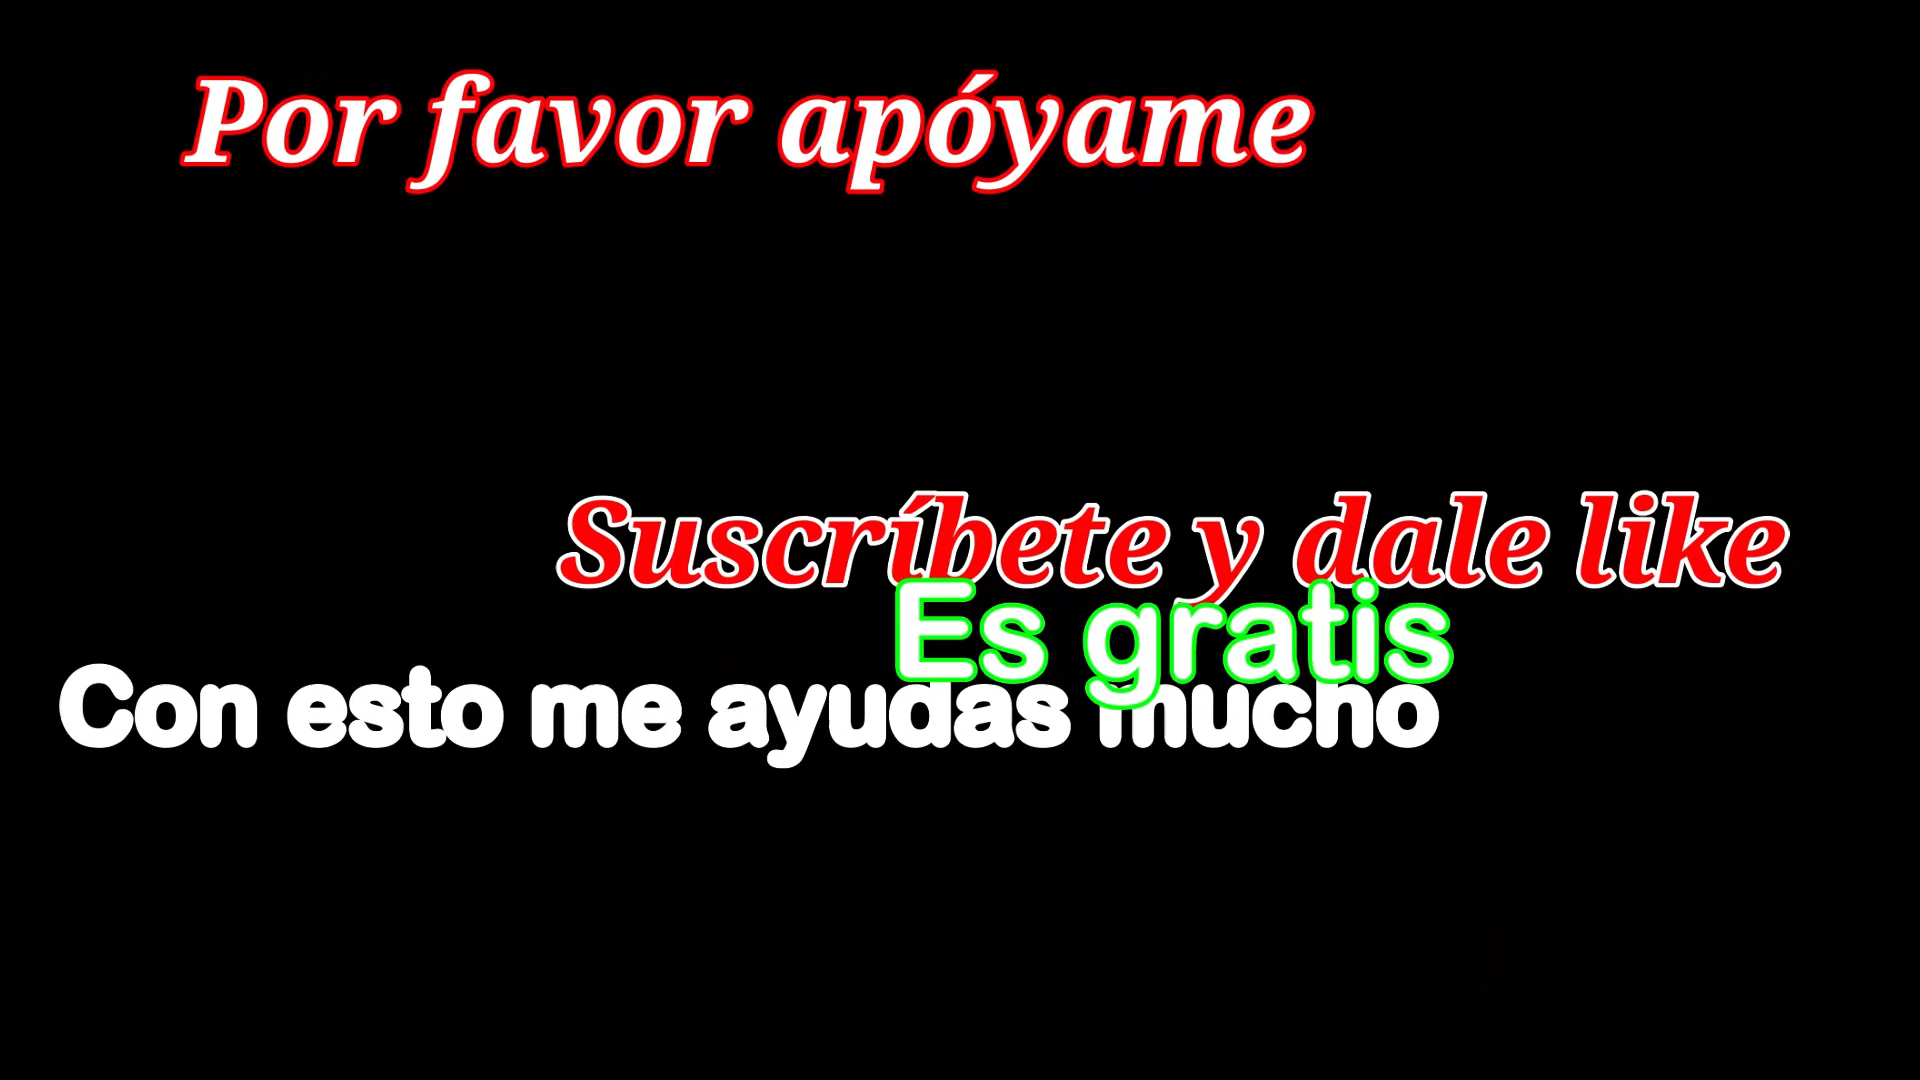 Por favor apóyame
Suscríbete y dale like
Es gratis
Con esto me ayudas mucho